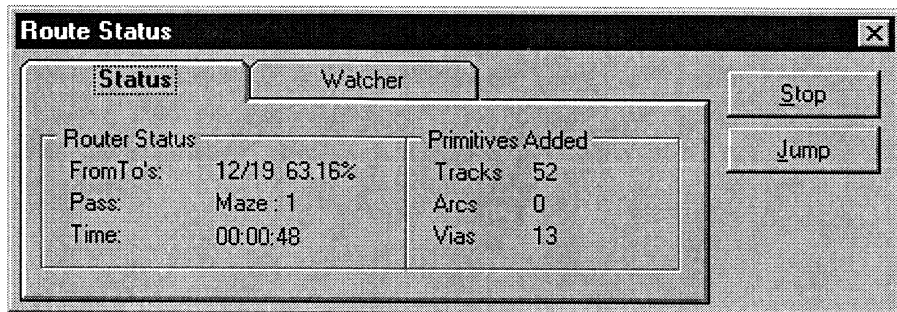 Route Status
Status Watcher
Stop
Jump
Router Status
FromTo's: 12/19 63.16%
Pass: Maze : 1
Time: 00:00:48
Primitives Added
Tracks 52
Arcs 0
Vias 13